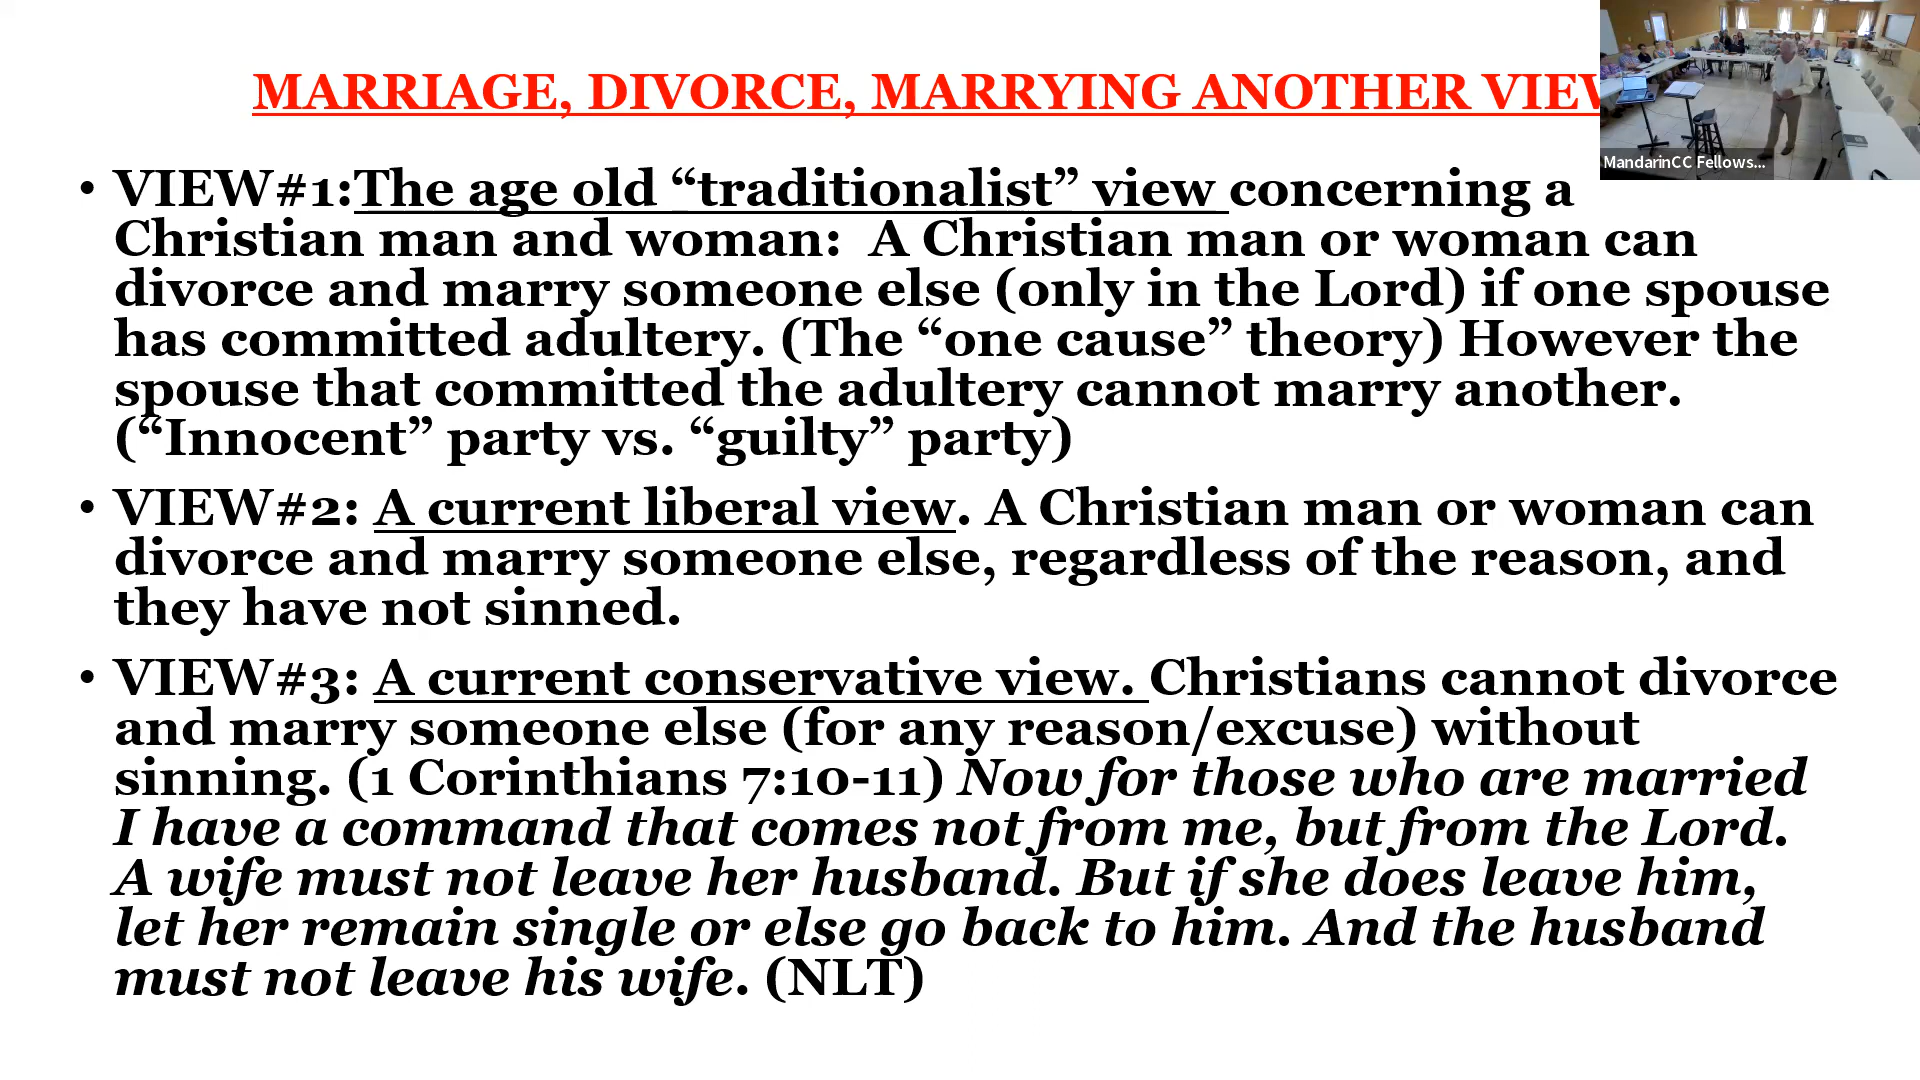 MARRIAGE, DIVORCE, MARRYING ANOTHER
MandarinCC Fellows...
• VIEW#1:The age old “traditionalist” view concerning a
Christian man and woman:  A Christian man or woman can
divorce and marry someone else (only in the Lord) if one spouse
has committed adultery. (The “one cause” theory) However the
spouse that committed the adultery cannot marry another.
(“Innocent” party vs. “guilty” party)
• VIEW#2: A current liberal view. A Christian man or woman can
divorce and marry someone else, regardless of the reason, and
they have not sinned.
• VIEW#3: A current conservative view. Christians cannot divorce
and marry someone else (for any reason/excuse) without
sinning. (1 Corinthians 7:10-11) Now for those who are married
I have a command that comes not from me, but from the Lord.
A wife must not leave her husband. But if she does leave him,
let her remain single or else go back to him. And the husband
must not leave his wife. (NLT)